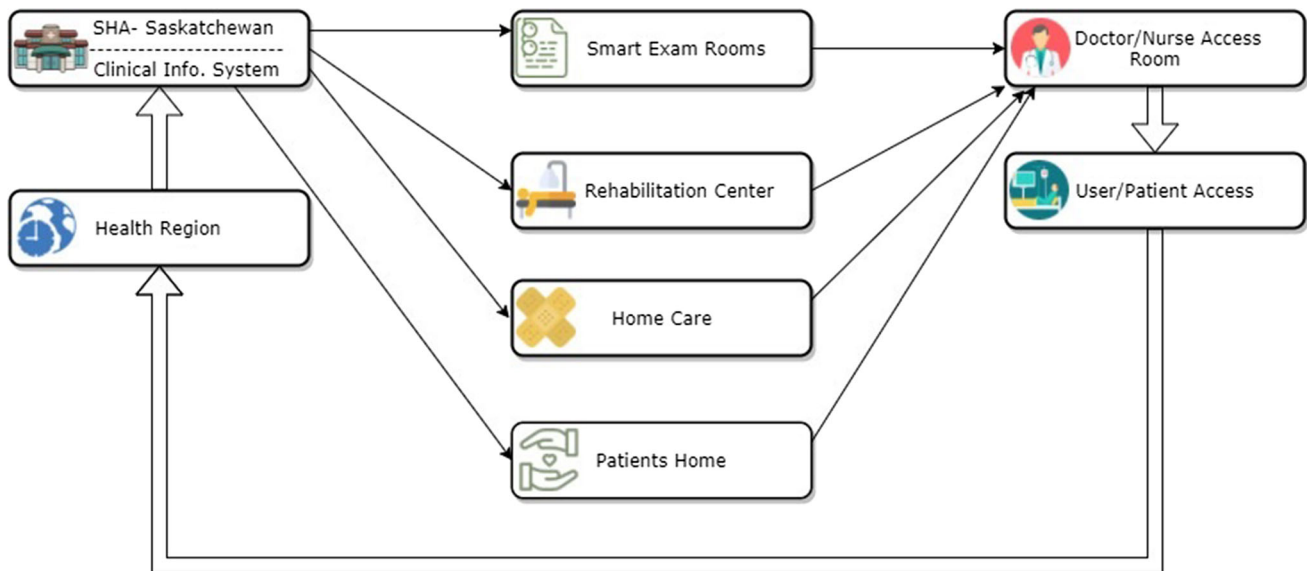 SHA- Saskatchewan
Clinical Info. System
Smart Exam Rooms
Doctor/Nurse Access
Room
Rehabilitation Center
User/Patient Access
Health Region
Home Care
Patients Home